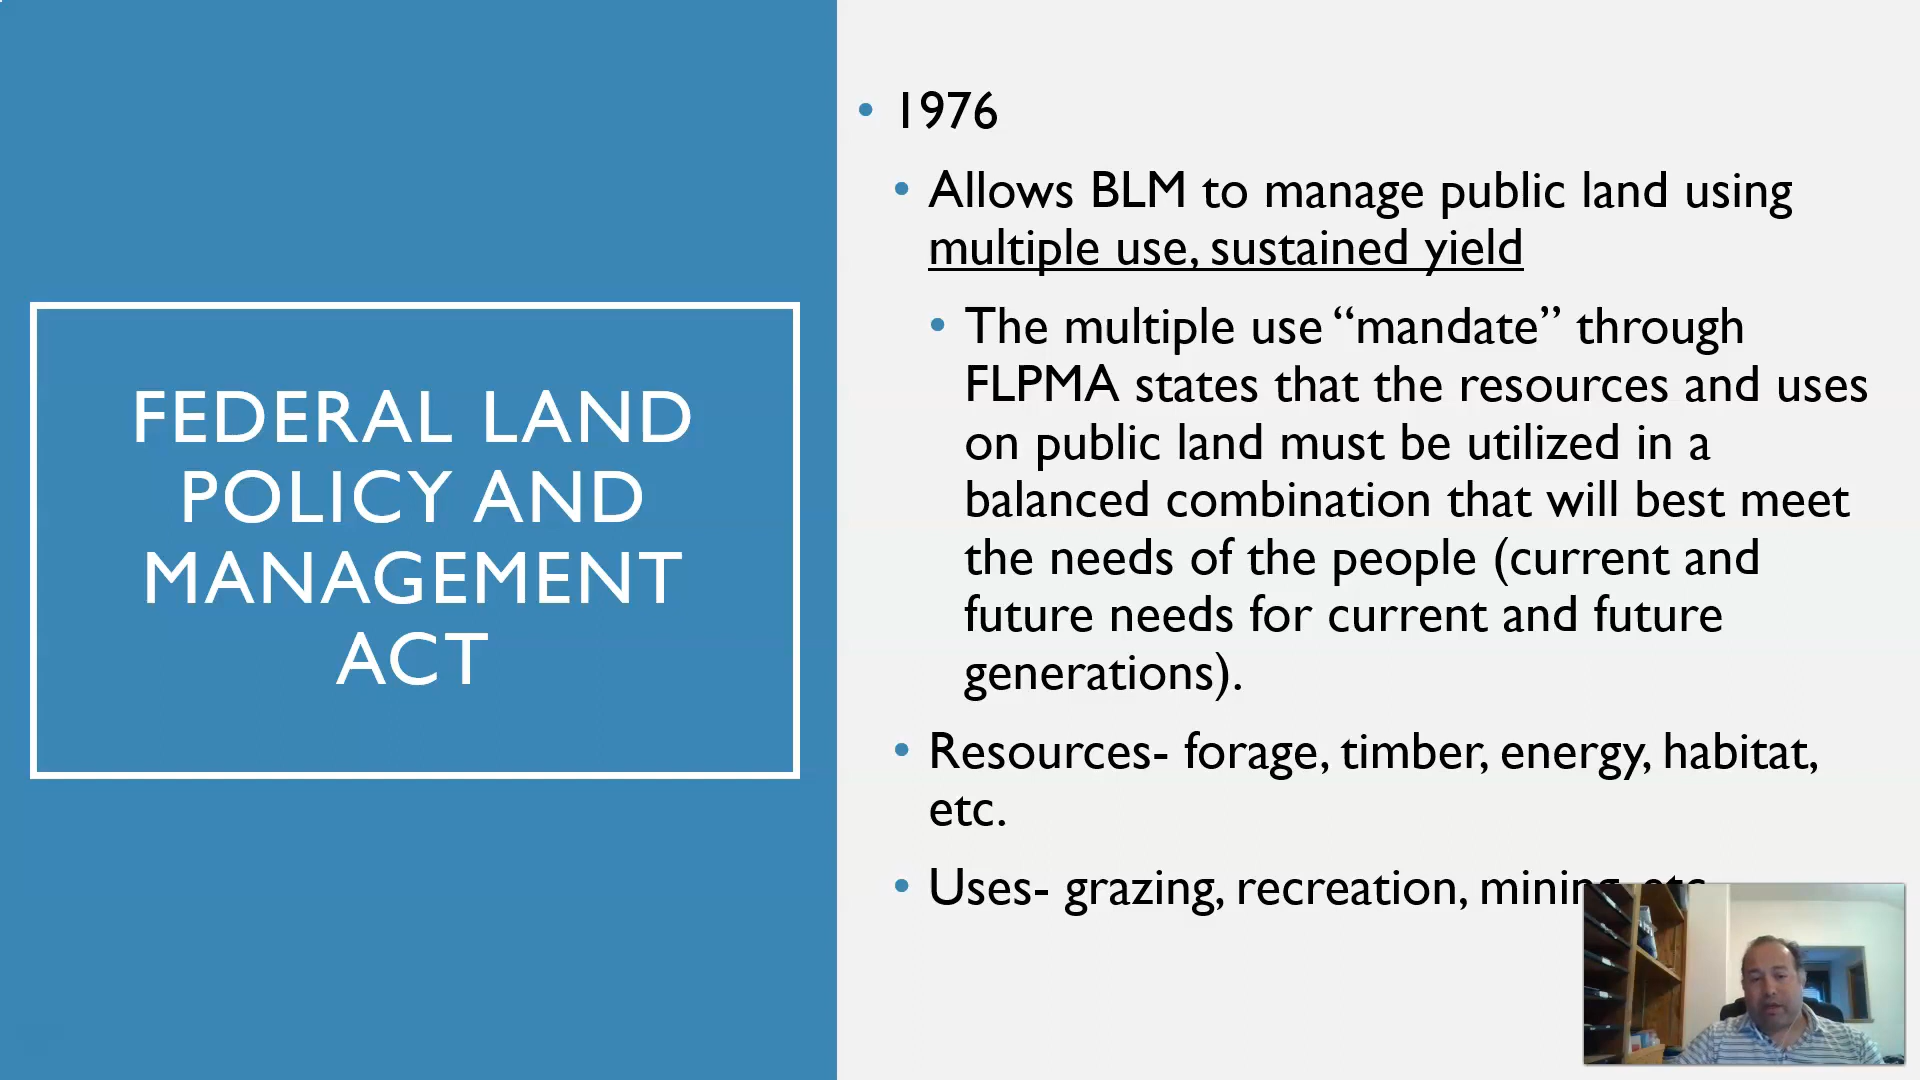 FEDERAL LAND
POLICY AND
MANAGEMENT
ACT
• 1976
• Allows BLM to manage public land using
multiple use, sustained yield
• The multiple use “mandate” through
FLPMA states that the resources and uses
on public land must be utilized in a
balanced combination that will best meet
the needs of the people (current and
future needs for current and future
generations).
• Resources- forage, timber, energy, habitat,
etc.
• Uses- grazing, recreation, mining, etc.